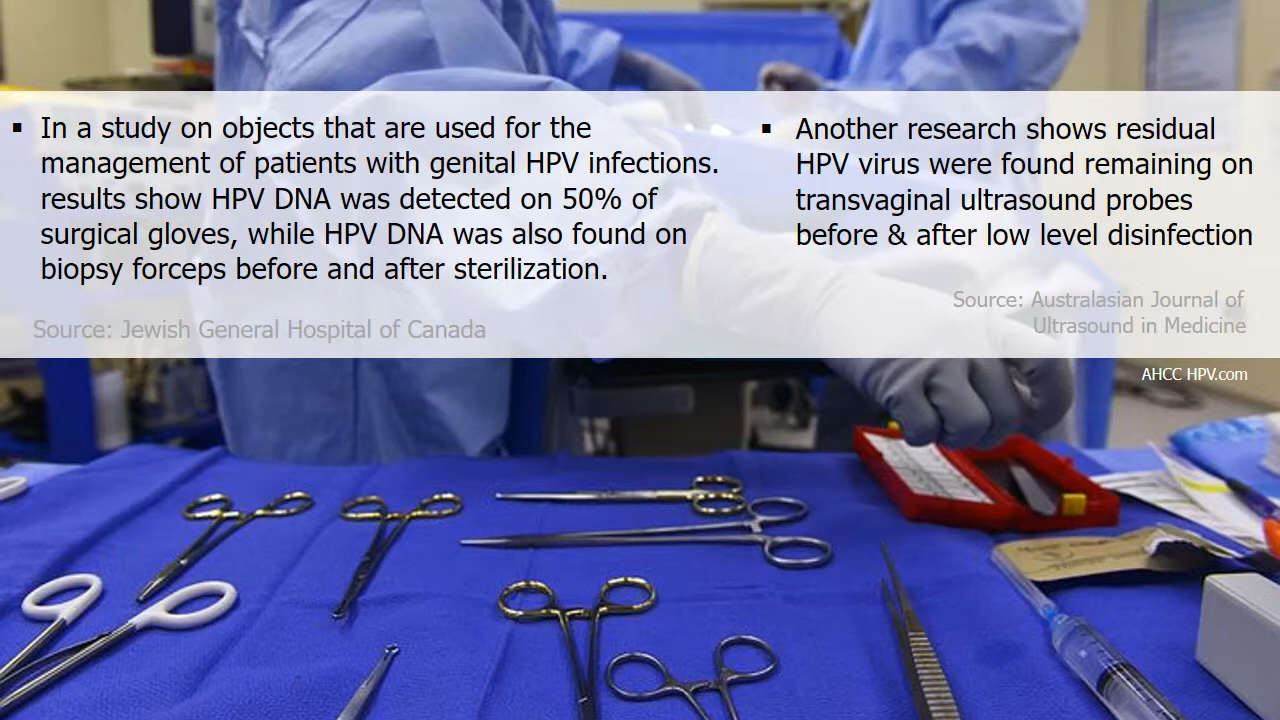 ▪ In a study on objects that are used for the
management of patients with genital HPV infections.
results show HPV DNA was detected on 50% of
surgical gloves, while HPV DNA was also found on
biopsy forceps before and after sterilization.
Source: Jewish General Hospital of Canada
▪ Another research shows residual
HPV virus were found remaining on
transvaginal ultrasound probes
before & after low level disinfection
Source: Australasian Journal of
Ultrasound in Medicine
AHCC HPV.com